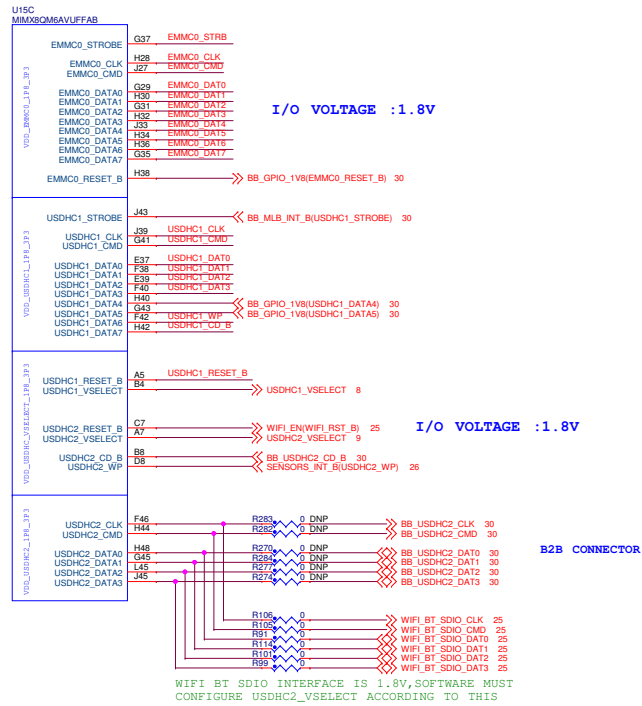 U15C
MIMX8QM6AVUFFAB
VDD_EMMC0_1P8_3P3
EMMC0_STROBE G37 EMMC0_STRB
EMMC0_CLK H28 EMMC0_CLK
EMMC0_CMD J27 EMMC0_CMD
EMMC0_DATA0 G29 EMMC0_DAT0
EMMC0_DATA1 H30 EMMC0_DAT1
EMMC0_DATA2 G31 EMMC0_DAT2
EMMC0_DATA3 H32 EMMC0_DAT3
EMMC0_DATA4 J33 EMMC0_DAT4
EMMC0_DATA5 H34 EMMC0_DAT5
EMMC0_DATA6 H36 EMMC0_DAT6
EMMC0_DATA7 G35 EMMC0_DAT7
I/O VOLTAGE :1.8V
EMMC0_RESET_B H38 BB_GPIO_1V8(EMMC0_RESET_B) 30
VDD_USDHC1_1P8_3P3
USDHC1_STROBE J43 BB_MLB_INT_B(USDHC1_STROBE) 30
USDHC1_CLK J39 USDHC1_CLK
USDHC1_CMD G41 USDHC1_CMD
USDHC1_DATA0 E37 USDHC1_DAT0
USDHC1_DATA1 F38 USDHC1_DAT1
USDHC1_DATA2 E39 USDHC1_DAT2
USDHC1_DATA3 F40 USDHC1_DAT3
USDHC1_DATA4 H40 BB_GPIO_1V8(USDHC1_DATA4) 30
USDHC1_DATA5 G43 BB_GPIO_1V8(USDHC1_DATA5) 30
USDHC1_DATA6 F42 USDHC1_WP
USDHC1_DATA7 H42 USDHC1_CD_B
VDD_USDHC_VSELECT_1P8_3P3
USDHC1_RESET_B A5 USDHC1_RESET_B
USDHC1_VSELECT B4 USDHC1_VSELECT 8
USDHC2_RESET_B C7 WIFI_EN(WIFI_RST_B) 25
USDHC2_VSELECT A7 USDHC2_VSELECT 9
I/O VOLTAGE :1.8V
USDHC2_CD_B B8 BB_USDHC2_CD_B 30
USDHC2_WP D8 SENSORS_INT_B(USDHC2_WP) 26
VDD_USDHC2_1P8_3P3
USDHC2_CLK F46 R283 0 DNP BB_USDHC2_CLK 30
USDHC2_CMD H44 R282 0 DNP BB_USDHC2_CMD 30
USDHC2_DATA0 H48 R270 0 DNP BB_USDHC2_DAT0 30
USDHC2_DATA1 G45 R284 0 DNP BB_USDHC2_DAT1 30
USDHC2_DATA2 L45 R277 0 DNP BB_USDHC2_DAT2 30
USDHC2_DATA3 J45 R274 0 DNP BB_USDHC2_DAT3 30
B2B CONNECTOR
R106 0 WIFI_BT_SDIO_CLK 25
R105 0 WIFI_BT_SDIO_CMD 25
R91 0 WIFI_BT_SDIO_DAT0 25
R114 0 WIFI_BT_SDIO_DAT1 25
R101 0 WIFI_BT_SDIO_DAT2 25
R99 0 WIFI_BT_SDIO_DAT3 25
WIFI BT SDIO INTERFACE IS 1.8V,SOFTWARE MUST
CONFIGURE USDHC2_VSELECT ACCORDING TO THIS